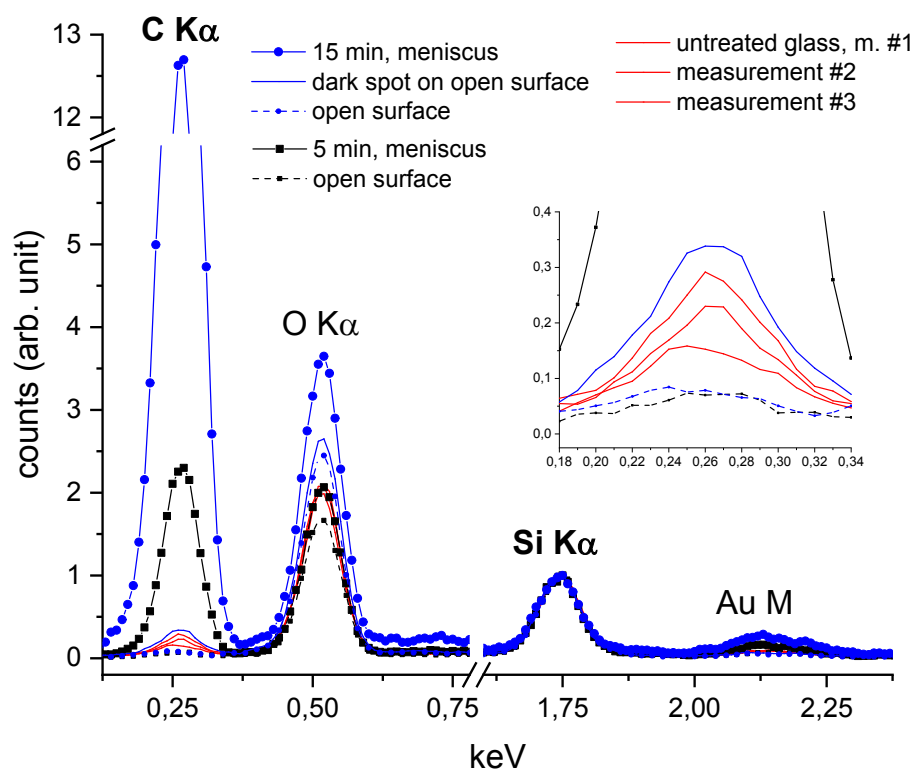 C Kα
15 min, meniscus
dark spot on open surface
open surface
5 min, meniscus
open surface
untreated glass, m. #1
measurement #2
measurement #3
13
12
6
5
4
3
2
1
0
counts (arb. unit)
O Kα
Si Kα
Au M
0,4
0,3
0,2
0,1
0,0
0,18 0,20 0,22 0,24 0,26 0,28 0,30 0,32 0,34
0,25 0,50 0,75 1,75 2,00 2,25
keV